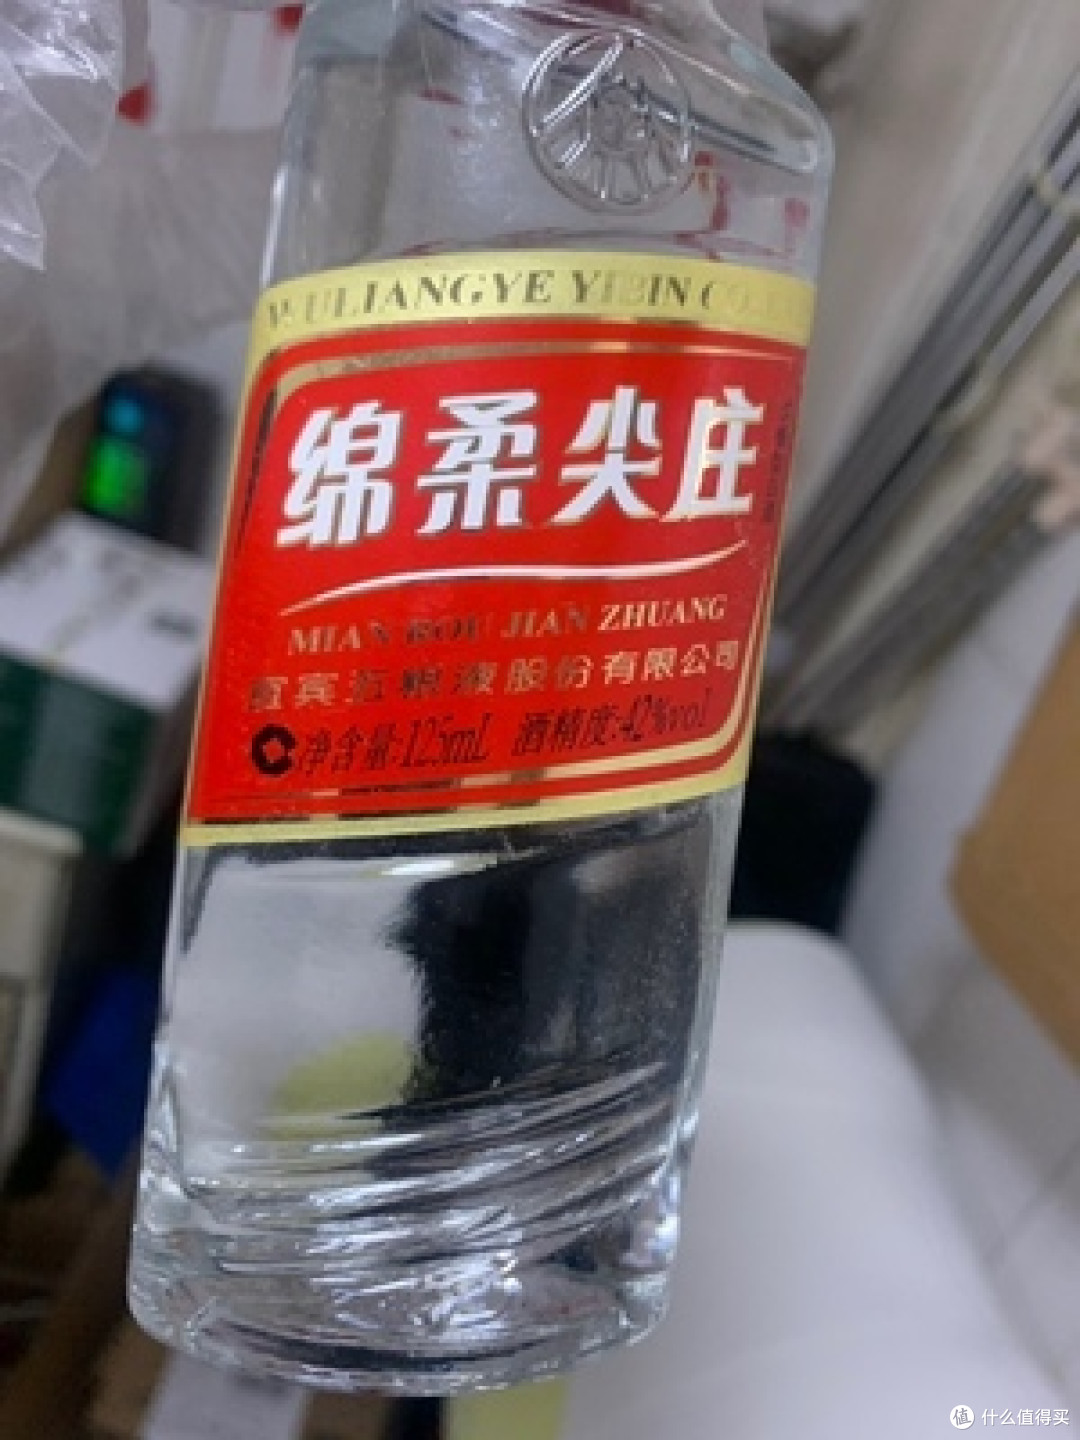 WULIANGYE YIBIN CO.
绵柔尖庄
MIAN ROU JIAN ZHUANG
宜宾五粮液股份有限公司
C净含量:125mL 酒精度:42%vol
值 什么值得买